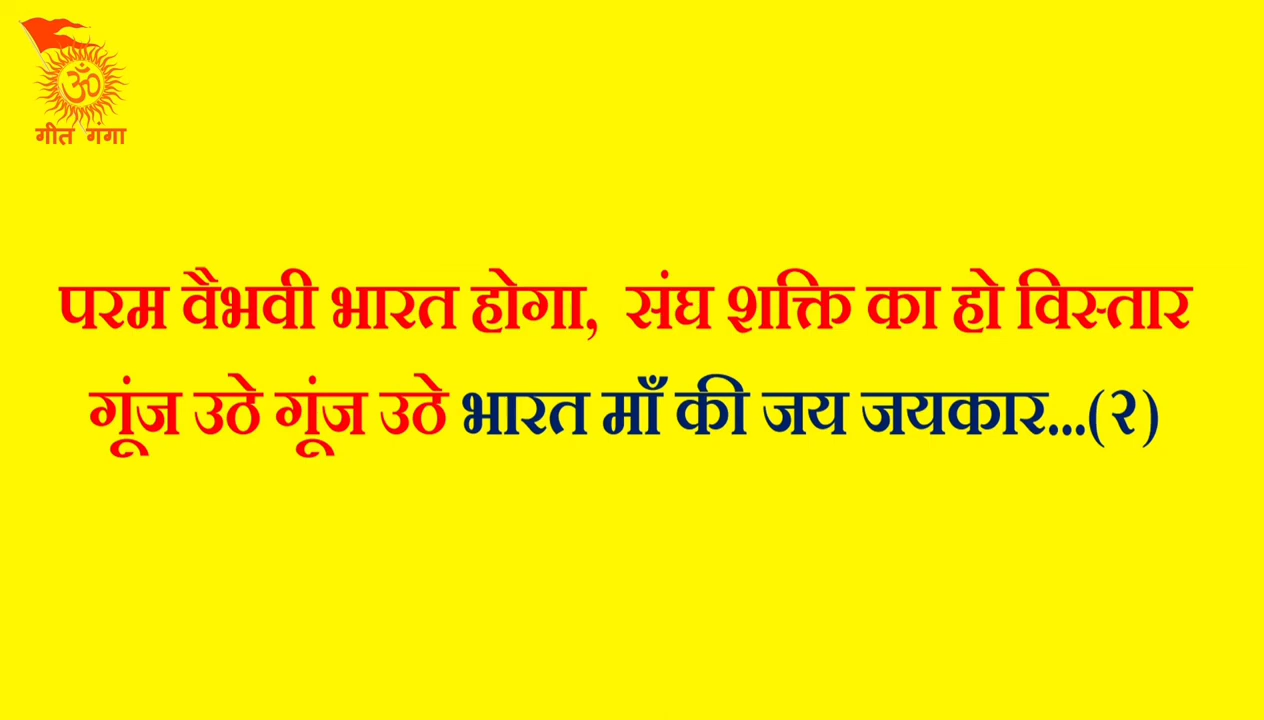 ॐ
गीत गंगा
परम वैभवी भारत होगा, संघ शक्ति का हो विस्तार
गूंज उठे गूंज उठे भारत माँ की जय जयकार...(२)